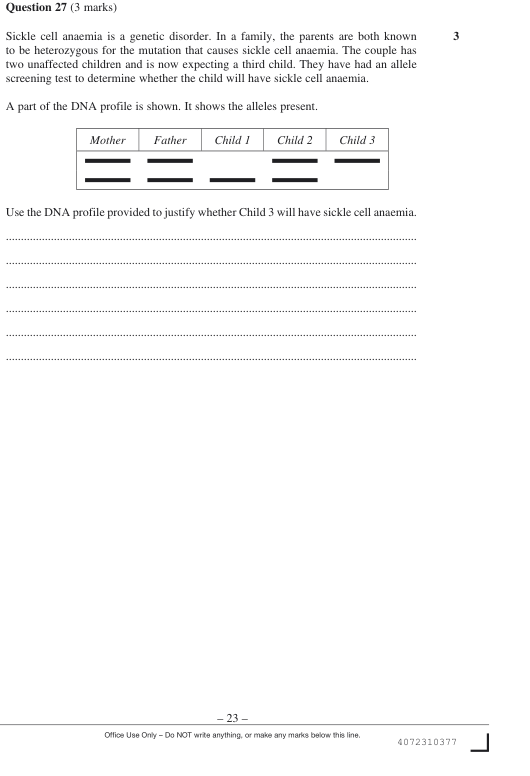 Question 27 (3 marks)
Sickle cell anaemia is a genetic disorder. In a family, the parents are both known 3
to be heterozygous for the mutation that causes sickle cell anaemia. The couple has
two unaffected children and is now expecting a third child. They have had an allele
screening test to determine whether the child will have sickle cell anaemia.
A part of the DNA profile is shown. It shows the alleles present.
Mother Father Child 1 Child 2 Child 3
Use the DNA profile provided to justify whether Child 3 will have sickle cell anaemia.
– 23 –
Office Use Only – Do NOT write anything, or make any marks below this line.
4072310377